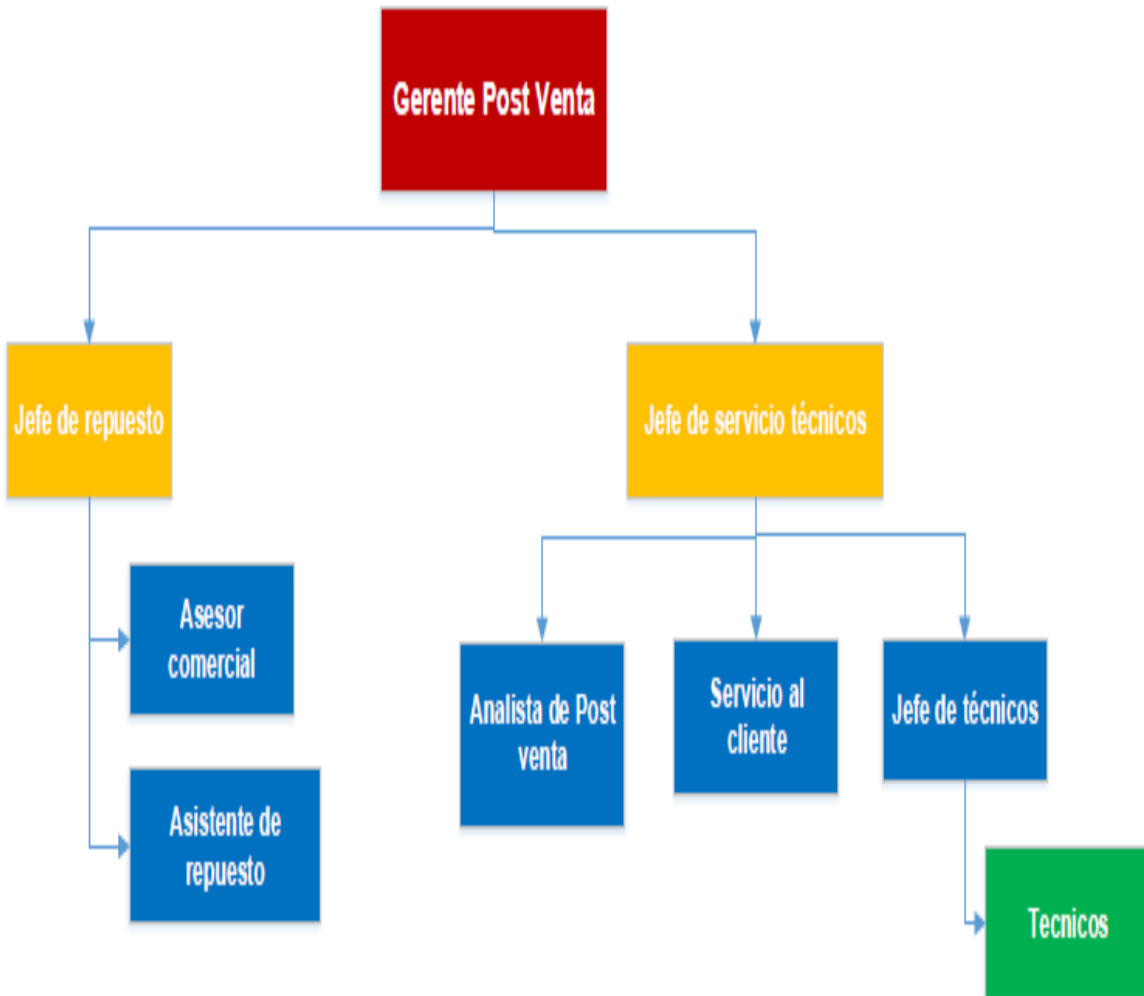 Gerente Post Venta
Jefe de repuesto
Jefe de servicio técnicos
Asesor
comercial
Asistente de
repuesto
Analista de Post
venta
Servicio al
cliente
Jefe de técnicos
Tecnicos